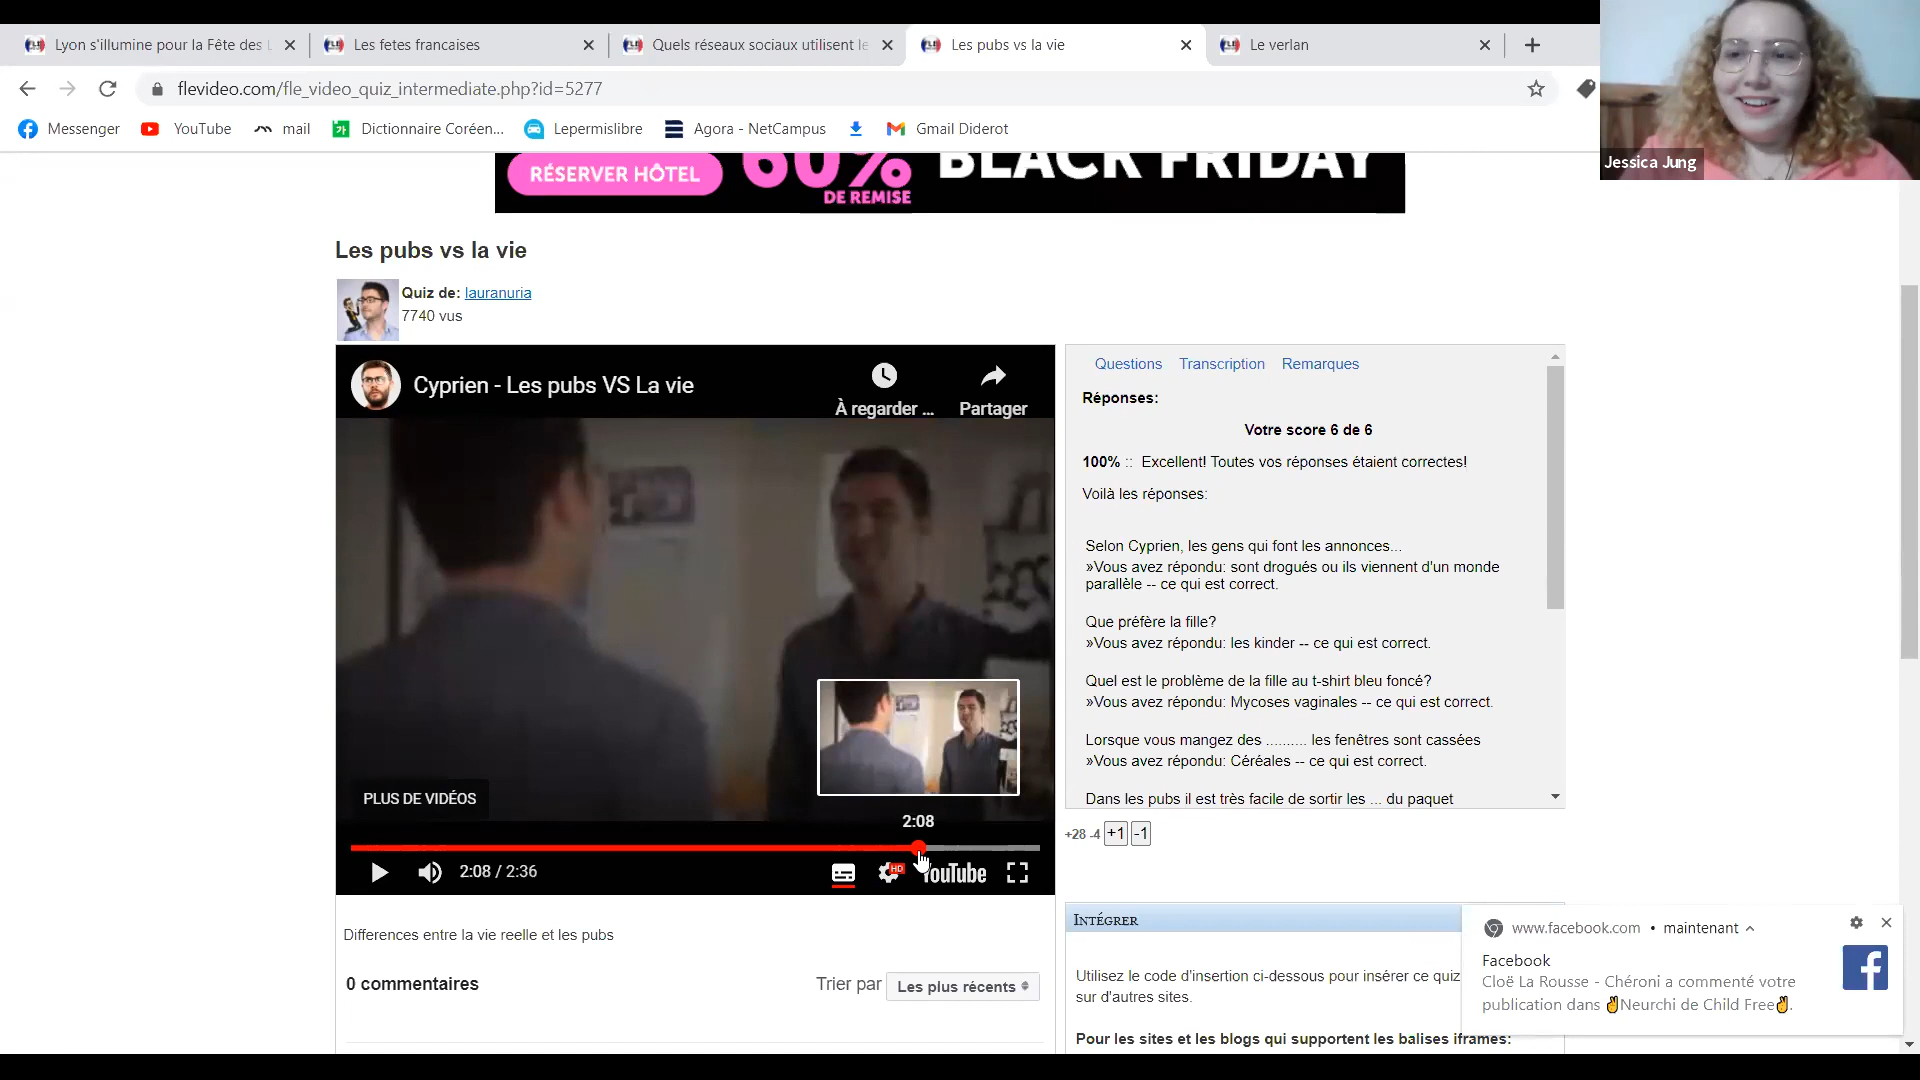 Lyon s'illumine pour la Fête des
Les fetes francaises
Quels réseaux sociaux utilisent le
Les pubs vs la vie
Le verlan
flevideo.com/fle_video_quiz_intermediate.php?id=5277
Messenger
YouTube
mail
Dictionnaire Coréen...
Lepermislibre
Agora - NetCampus
Gmail Diderot
Jessica Jung
RÉSERVER HÔTEL
60%
DE REMISE
BLACK FRIDAY
Les pubs vs la vie
Quiz de: lauranuria
7740 vus
Cyprien - Les pubs VS La vie
À regarder ...
Partager
PLUS DE VIDÉOS
2:08
2:08 / 2:36
HD
YouTube
Questions Transcription Remarques
Réponses:
Votre score 6 de 6
100% :: Excellent! Toutes vos réponses étaient correctes!
Voilà les réponses:
Selon Cyprien, les gens qui font les annonces...
»Vous avez répondu: sont drogués ou ils viennent d'un monde
parallèle -- ce qui est correct.
Que préfère la fille?
»Vous avez répondu: les kinder -- ce qui est correct.
Quel est le problème de la fille au t-shirt bleu foncé?
»Vous avez répondu: Mycoses vaginales -- ce qui est correct.
Lorsque vous mangez des .......... les fenêtres sont cassées
»Vous avez répondu: Céréales -- ce qui est correct.
Dans les pubs il est très facile de sortir les ... du paquet
+28 -4 +1 -1
Differences entre la vie reelle et les pubs
0 commentaires
Trier par Les plus récents
Intégrer
Utilisez le code d'insertion ci-dessous pour insérer ce quiz
sur d'autres sites.
Pour les sites et les blogs qui supportent les balises iframes:
www.facebook.com • maintenant
Facebook
Cloë La Rousse - Chéroni a commenté votre
publication dans ✌Neurchi de Child Free✌.